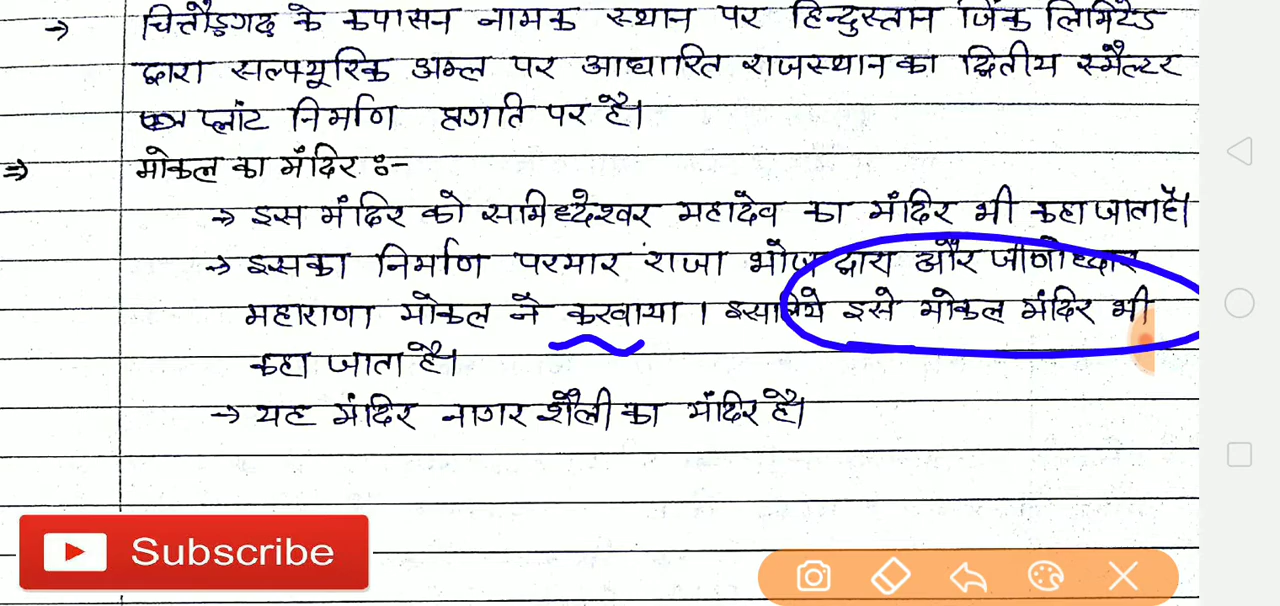 → चित्तौड़गढ़ के कपासन नामक स्थान पर हिन्दुस्तान जिंक लिमिटेड
द्वारा सल्फ्यूरिक अम्ल पर आधारित राजस्थान का द्वितीय स्मैल्टर
प्लांट निर्माण प्रगति पर है।
⇒ मोकल का मंदिर :-
→ इस मंदिर को समिध्देश्वर महादेव का मंदिर भी कहा जाता है।
→ इसका निर्माण परमार राजा भोज द्वारा और जीर्णोध्दार
महाराणा मोकल ने करवाया। इसलिये इसे मोकल मंदिर भी
कहा जाता है।
→ यह मंदिर नागर शैली का मंदिर है।
Subscribe